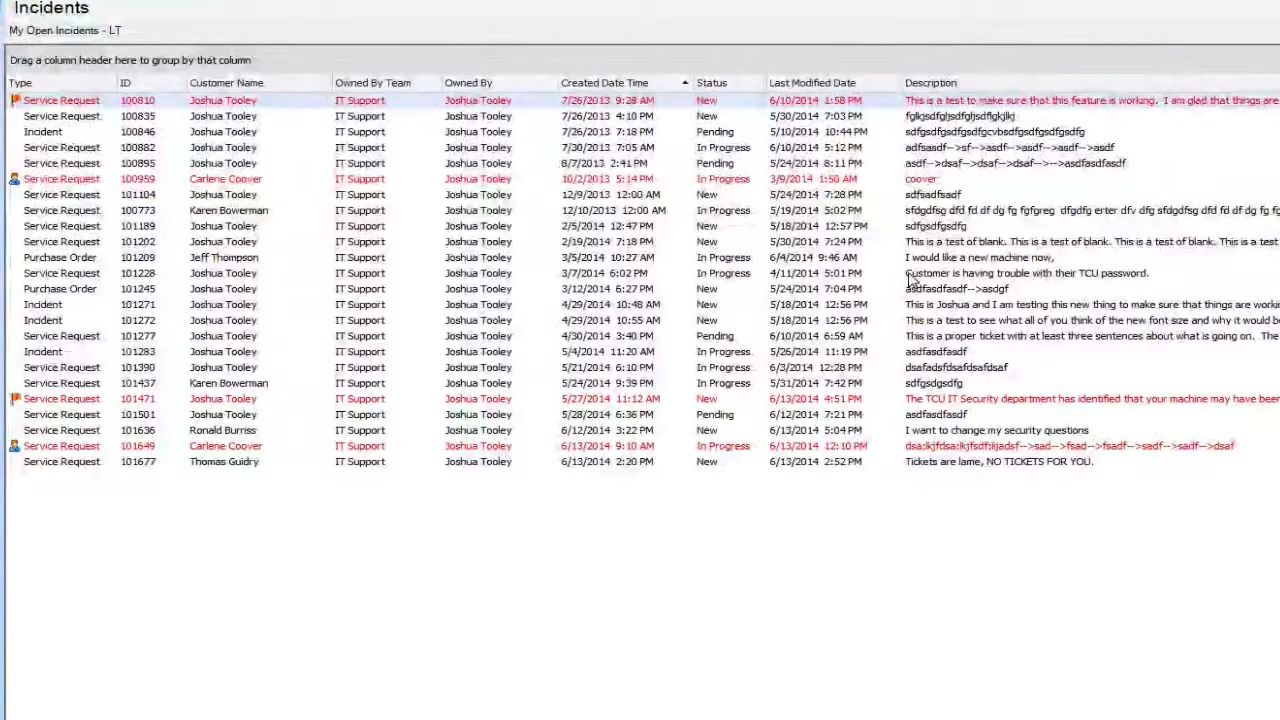 Incidents
My Open Incidents - LT
Drag a column header here to group by that column
Type ID Customer Name Owned By Team Owned By Created Date Time Status Last Modified Date Description
Service Request 100810 Joshua Tooley IT Support Joshua Tooley 7/26/2013 9:28 AM New 6/10/2014 1:58 PM This is a test to make sure that this feature is working. I am glad that things are
Service Request 100835 Joshua Tooley IT Support Joshua Tooley 7/26/2013 4:10 PM New 5/30/2014 7:03 PM
Incident 100846 Joshua Tooley IT Support Joshua Tooley 7/26/2013 7:18 PM Pending 5/10/2014 10:44 PM sdfgsdfgsdfgsdfgcvbsdfgsdfgsdfgsdfg
Service Request 100882 Joshua Tooley IT Support Joshua Tooley 7/30/2013 7:05 AM In Progress 6/10/2014 5:12 PM adfsasdf-->sf-->asdf-->asdf-->asdf-->asdf-->asdf
Service Request 100895 Joshua Tooley IT Support Joshua Tooley 8/7/2013 2:41 PM Pending 5/24/2014 8:11 PM asdf-->dsaf-->dsaf-->dsaf-->-->asdfasdfasdf
Service Request 100959 Carlene Coover IT Support Joshua Tooley 10/2/2013 5:14 PM In Progress 3/9/2014 1:50 AM coover
Service Request 101104 Joshua Tooley IT Support Joshua Tooley 12/9/2013 12:00 AM New 5/24/2014 7:28 PM sdfsadfsadf
Service Request 100773 Karen Bowerman IT Support Joshua Tooley 12/10/2013 12:00 AM In Progress 5/19/2014 5:02 PM sfdgdfsg dfd fd df dg fg fgfgreg dfgdfg erter dfv dfg sfdgdfsg dfd fd df dg fg
Service Request 101189 Joshua Tooley IT Support Joshua Tooley 2/5/2014 12:47 PM New 5/18/2014 12:57 PM sdfgsdfgsdfg
Service Request 101202 Joshua Tooley IT Support Joshua Tooley 2/19/2014 7:18 PM New 5/30/2014 7:24 PM This is a test of blank. This is a test of blank. This is a test of blank. This is a test
Purchase Order 101209 Jeff Thompson IT Support Joshua Tooley 3/5/2014 10:27 AM In Progress 6/4/2014 9:46 AM I would like a new machine now,
Service Request 101228 Joshua Tooley IT Support Joshua Tooley 3/7/2014 6:02 PM In Progress 4/11/2014 5:01 PM Customer is having trouble with their TCU password.
Purchase Order 101245 Joshua Tooley IT Support Joshua Tooley 3/12/2014 6:27 PM New 5/24/2014 7:04 PM asdfasdfasdf-->asdgf
Incident 101271 Joshua Tooley IT Support Joshua Tooley 4/29/2014 10:48 AM New 5/18/2014 12:56 PM This is Joshua and I am testing this new thing to make sure that things are
Incident 101272 Joshua Tooley IT Support Joshua Tooley 4/29/2014 10:55 AM New 5/18/2014 12:56 PM This is a test to see what all of you think of the new font size and why it would
Service Request 101277 Joshua Tooley IT Support Joshua Tooley 4/30/2014 3:40 PM Pending 6/10/2014 6:59 AM This is a proper ticket with at least three sentences about what is going on. The
Incident 101283 Joshua Tooley IT Support Joshua Tooley 5/4/2014 11:20 AM In Progress 5/26/2014 11:19 PM asdfasdfasdf
Service Request 101390 Joshua Tooley IT Support Joshua Tooley 5/21/2014 6:10 PM In Progress 6/3/2014 12:28 PM dsafadsfdsafdsafdsaf
Service Request 101437 Karen Bowerman IT Support Joshua Tooley 5/24/2014 9:39 PM In Progress 5/31/2014 7:42 PM sdfgsdgsdfg
Service Request 101471 Joshua Tooley IT Support Joshua Tooley 5/27/2014 11:12 AM New 6/13/2014 4:51 PM The TCU IT Security department has identified that your machine may have been
Service Request 101501 Joshua Tooley IT Support Joshua Tooley 5/28/2014 6:36 PM Pending 6/12/2014 7:21 PM asdfasdfasdf
Service Request 101636 Ronald Burriss IT Support Joshua Tooley 6/12/2014 3:22 PM New 6/13/2014 5:04 PM I want to change my security questions
Service Request 101649 Carlene Coover IT Support Joshua Tooley 6/13/2014 9:10 AM In Progress 6/13/2014 12:10 PM
Service Request 101677 Thomas Guidry IT Support Joshua Tooley 6/13/2014 2:20 PM New 6/13/2014 2:52 PM Tickets are lame, NO TICKETS FOR YOU.